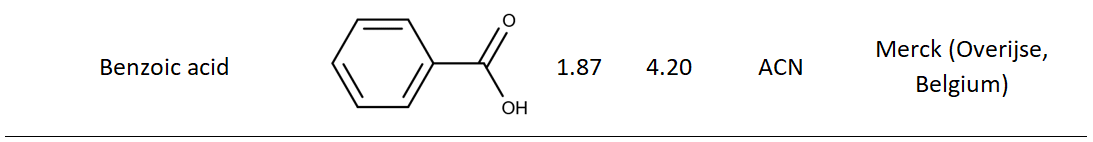 O
Merck (Overijse,
Benzoic acid 1.87 4.20 ACN
Belgium)
OH